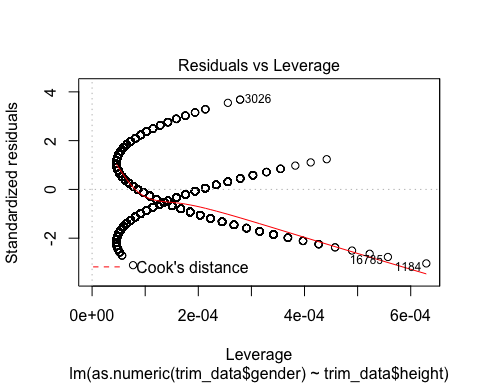 Residuals vs Leverage
Standardized residuals
4
2
0
-2
3026
16785
1184
Cook's distance
0e+00
2e-04
4e-04
6e-04
Leverage
lm(as.numeric(trim_data$gender) ~ trim_data$height)